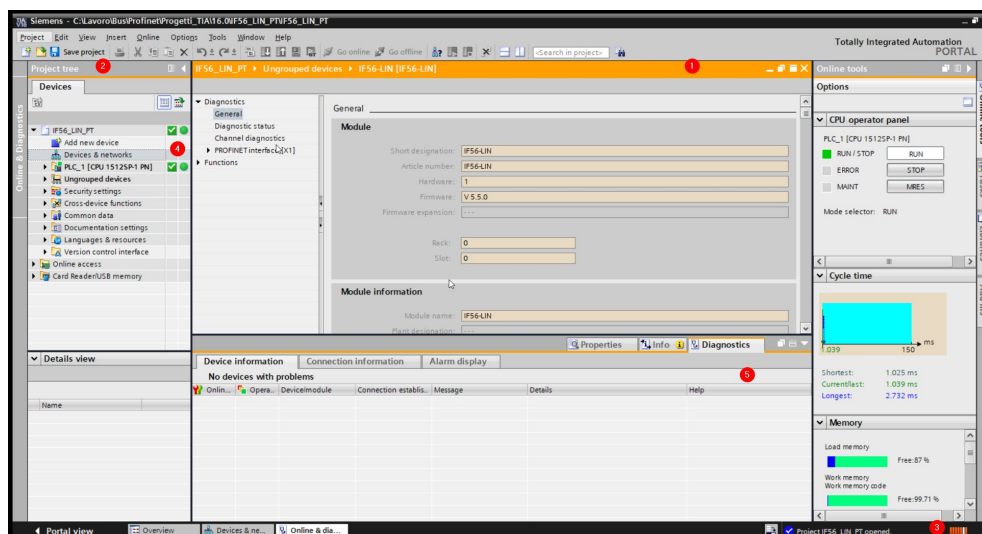 Siemens - C:\Lavoro\Bus\Profinet\Progetti_TIA\16.0\IF56_LIN_PT\IF56_LIN_PT
Project Edit View Insert Online Options Tools Window Help
Totally Integrated Automation
PORTAL
Save project
Go online
Go offline
<Search in project>
Project tree
2
Devices
IF56_LIN_PT
Add new device
Devices & networks
4
PLC_1 [CPU 1512SP-1 PN]
Ungrouped devices
Security settings
Cross-device functions
Common data
Documentation settings
Languages & resources
Version control interface
Online access
Card Reader/USB memory
Details view
Name
Online & Diagnostics
IF56_LIN_PT ▸ Ungrouped devices ▸ IF56-LIN [IF56-LIN]
1
Diagnostics
General
Diagnostic status
Channel diagnostics
PROFINET interface [X1]
Functions
General
Module
Short designation: IF56-LIN
Article number: IF56-LIN
Hardware: 1
Firmware: V 5.5.0
Firmware expansion: ---
Rack: 0
Slot: 0
Module information
Module name: IF56-LIN
Plant designation: ---
Properties
Info
Diagnostics
Device information
Connection information
Alarm display
No devices with problems
5
Onlin... Opera.. Device/module Connection establis.. Message Details Help
Online tools
Options
CPU operator panel
PLC_1 [CPU 1512SP-1 PN]
RUN / STOP RUN
ERROR STOP
MAINT MRES
Mode selector: RUN
Cycle time
1.039 150 ms
Shortest: 1.025 ms
Current/last: 1.039 ms
Longest: 2.732 ms
Memory
Load memory
Free:87 %
Work memory
Work memory code
Free:99.71 %
Portal view
Overview
Devices & ne...
Online & dia...
Project IF56_LIN_PT opened.
3